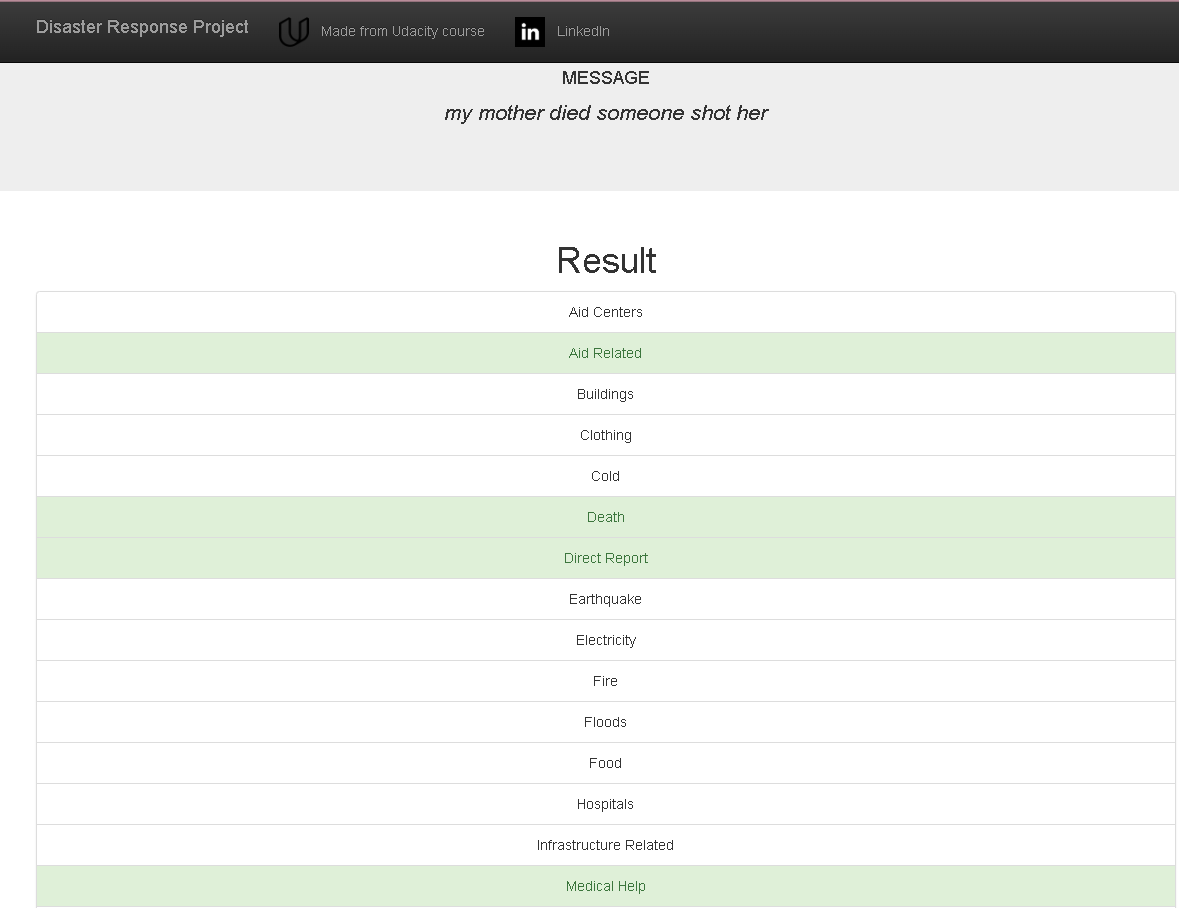 Disaster Response Project Made from Udacity course in LinkedIn
MESSAGE
my mother died someone shot her
Result
Aid Centers
Aid Related
Buildings
Clothing
Cold
Death
Direct Report
Earthquake
Electricity
Fire
Floods
Food
Hospitals
Infrastructure Related
Medical Help